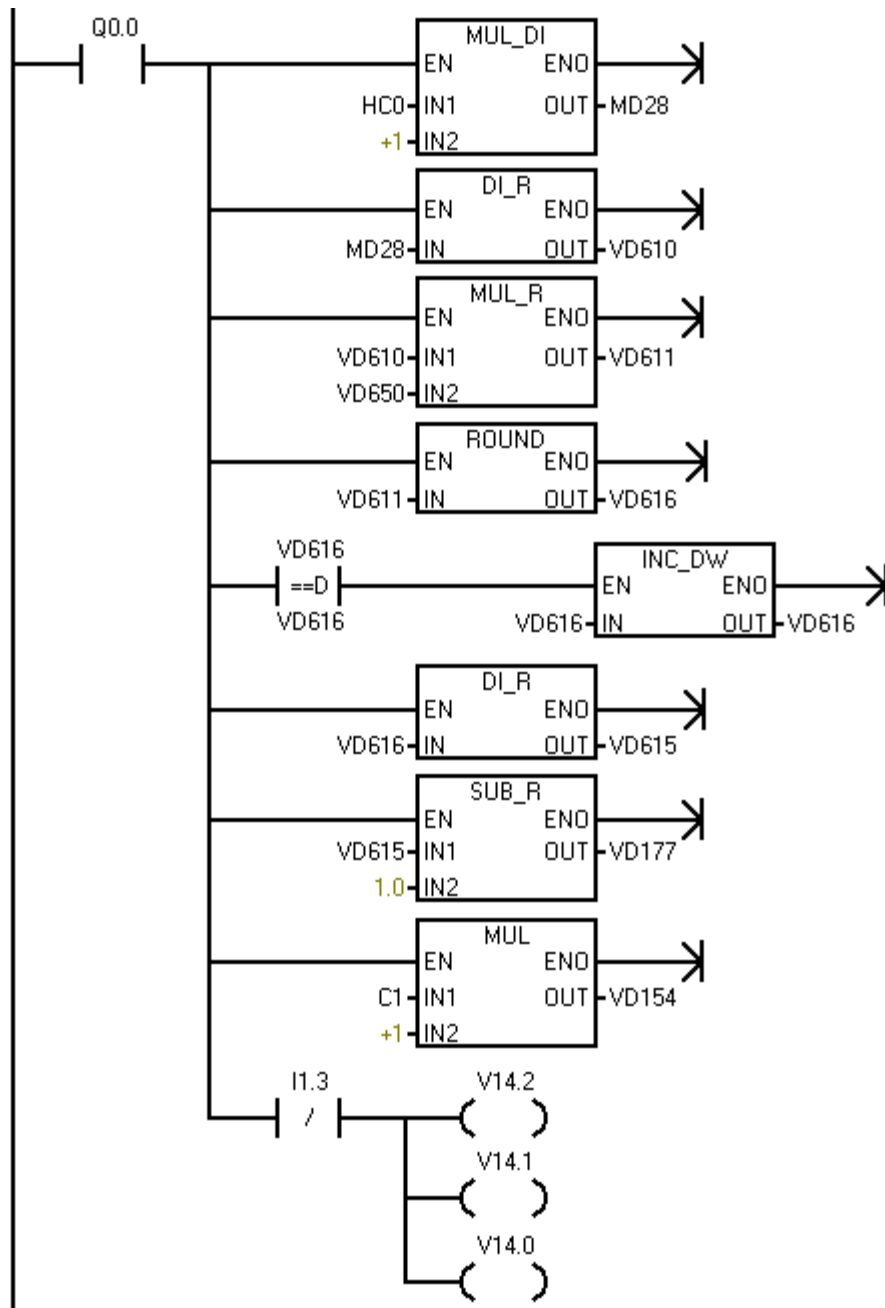 Q0.0
MUL_DI
EN ENO
HC0 IN1 OUT MD28
+1 IN2
DI_R
EN ENO
MD28 IN OUT VD610
MUL_R
EN ENO
VD610 IN1 OUT VD611
VD650 IN2
ROUND
EN ENO
VD611 IN OUT VD616
VD616
==D
VD616
INC_DW
EN ENO
VD616 IN OUT VD616
DI_R
EN ENO
VD616 IN OUT VD615
SUB_R
EN ENO
VD615 IN1 OUT VD177
1.0 IN2
MUL
EN ENO
C1 IN1 OUT VD154
+1 IN2
I1.3
/
V14.2
V14.1
V14.0